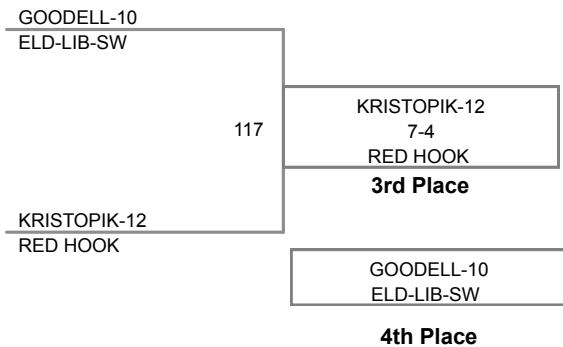 GOODELL-10
ELD-LIB-SW
117
KRISTOPIK-12
7-4
RED HOOK
3rd Place
KRISTOPIK-12
RED HOOK
GOODELL-10
ELD-LIB-SW
4th Place